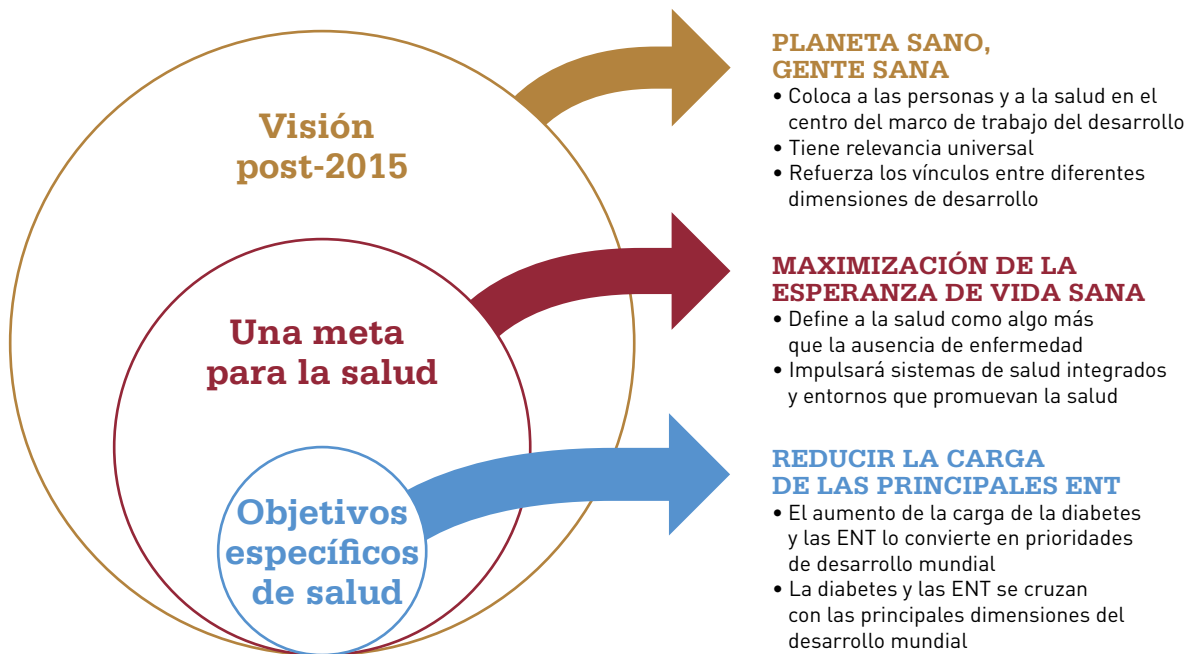 Visión
post-2015
Una meta
para la salud
Objetivos
específicos
de salud
PLANETA SANO,
GENTE SANA
• Coloca a las personas y a la salud en el
centro del marco de trabajo del desarrollo
• Tiene relevancia universal
• Refuerza los vínculos entre diferentes
dimensiones de desarrollo
MAXIMIZACIÓN DE LA
ESPERANZA DE VIDA SANA
• Define a la salud como algo más
que la ausencia de enfermedad
• Impulsará sistemas de salud integrados
y entornos que promuevan la salud
REDUCIR LA CARGA
DE LAS PRINCIPALES ENT
• El aumento de la carga de la diabetes
y las ENT lo convierte en prioridades
de desarrollo mundial
• La diabetes y las ENT se cruzan
con las principales dimensiones del
desarrollo mundial